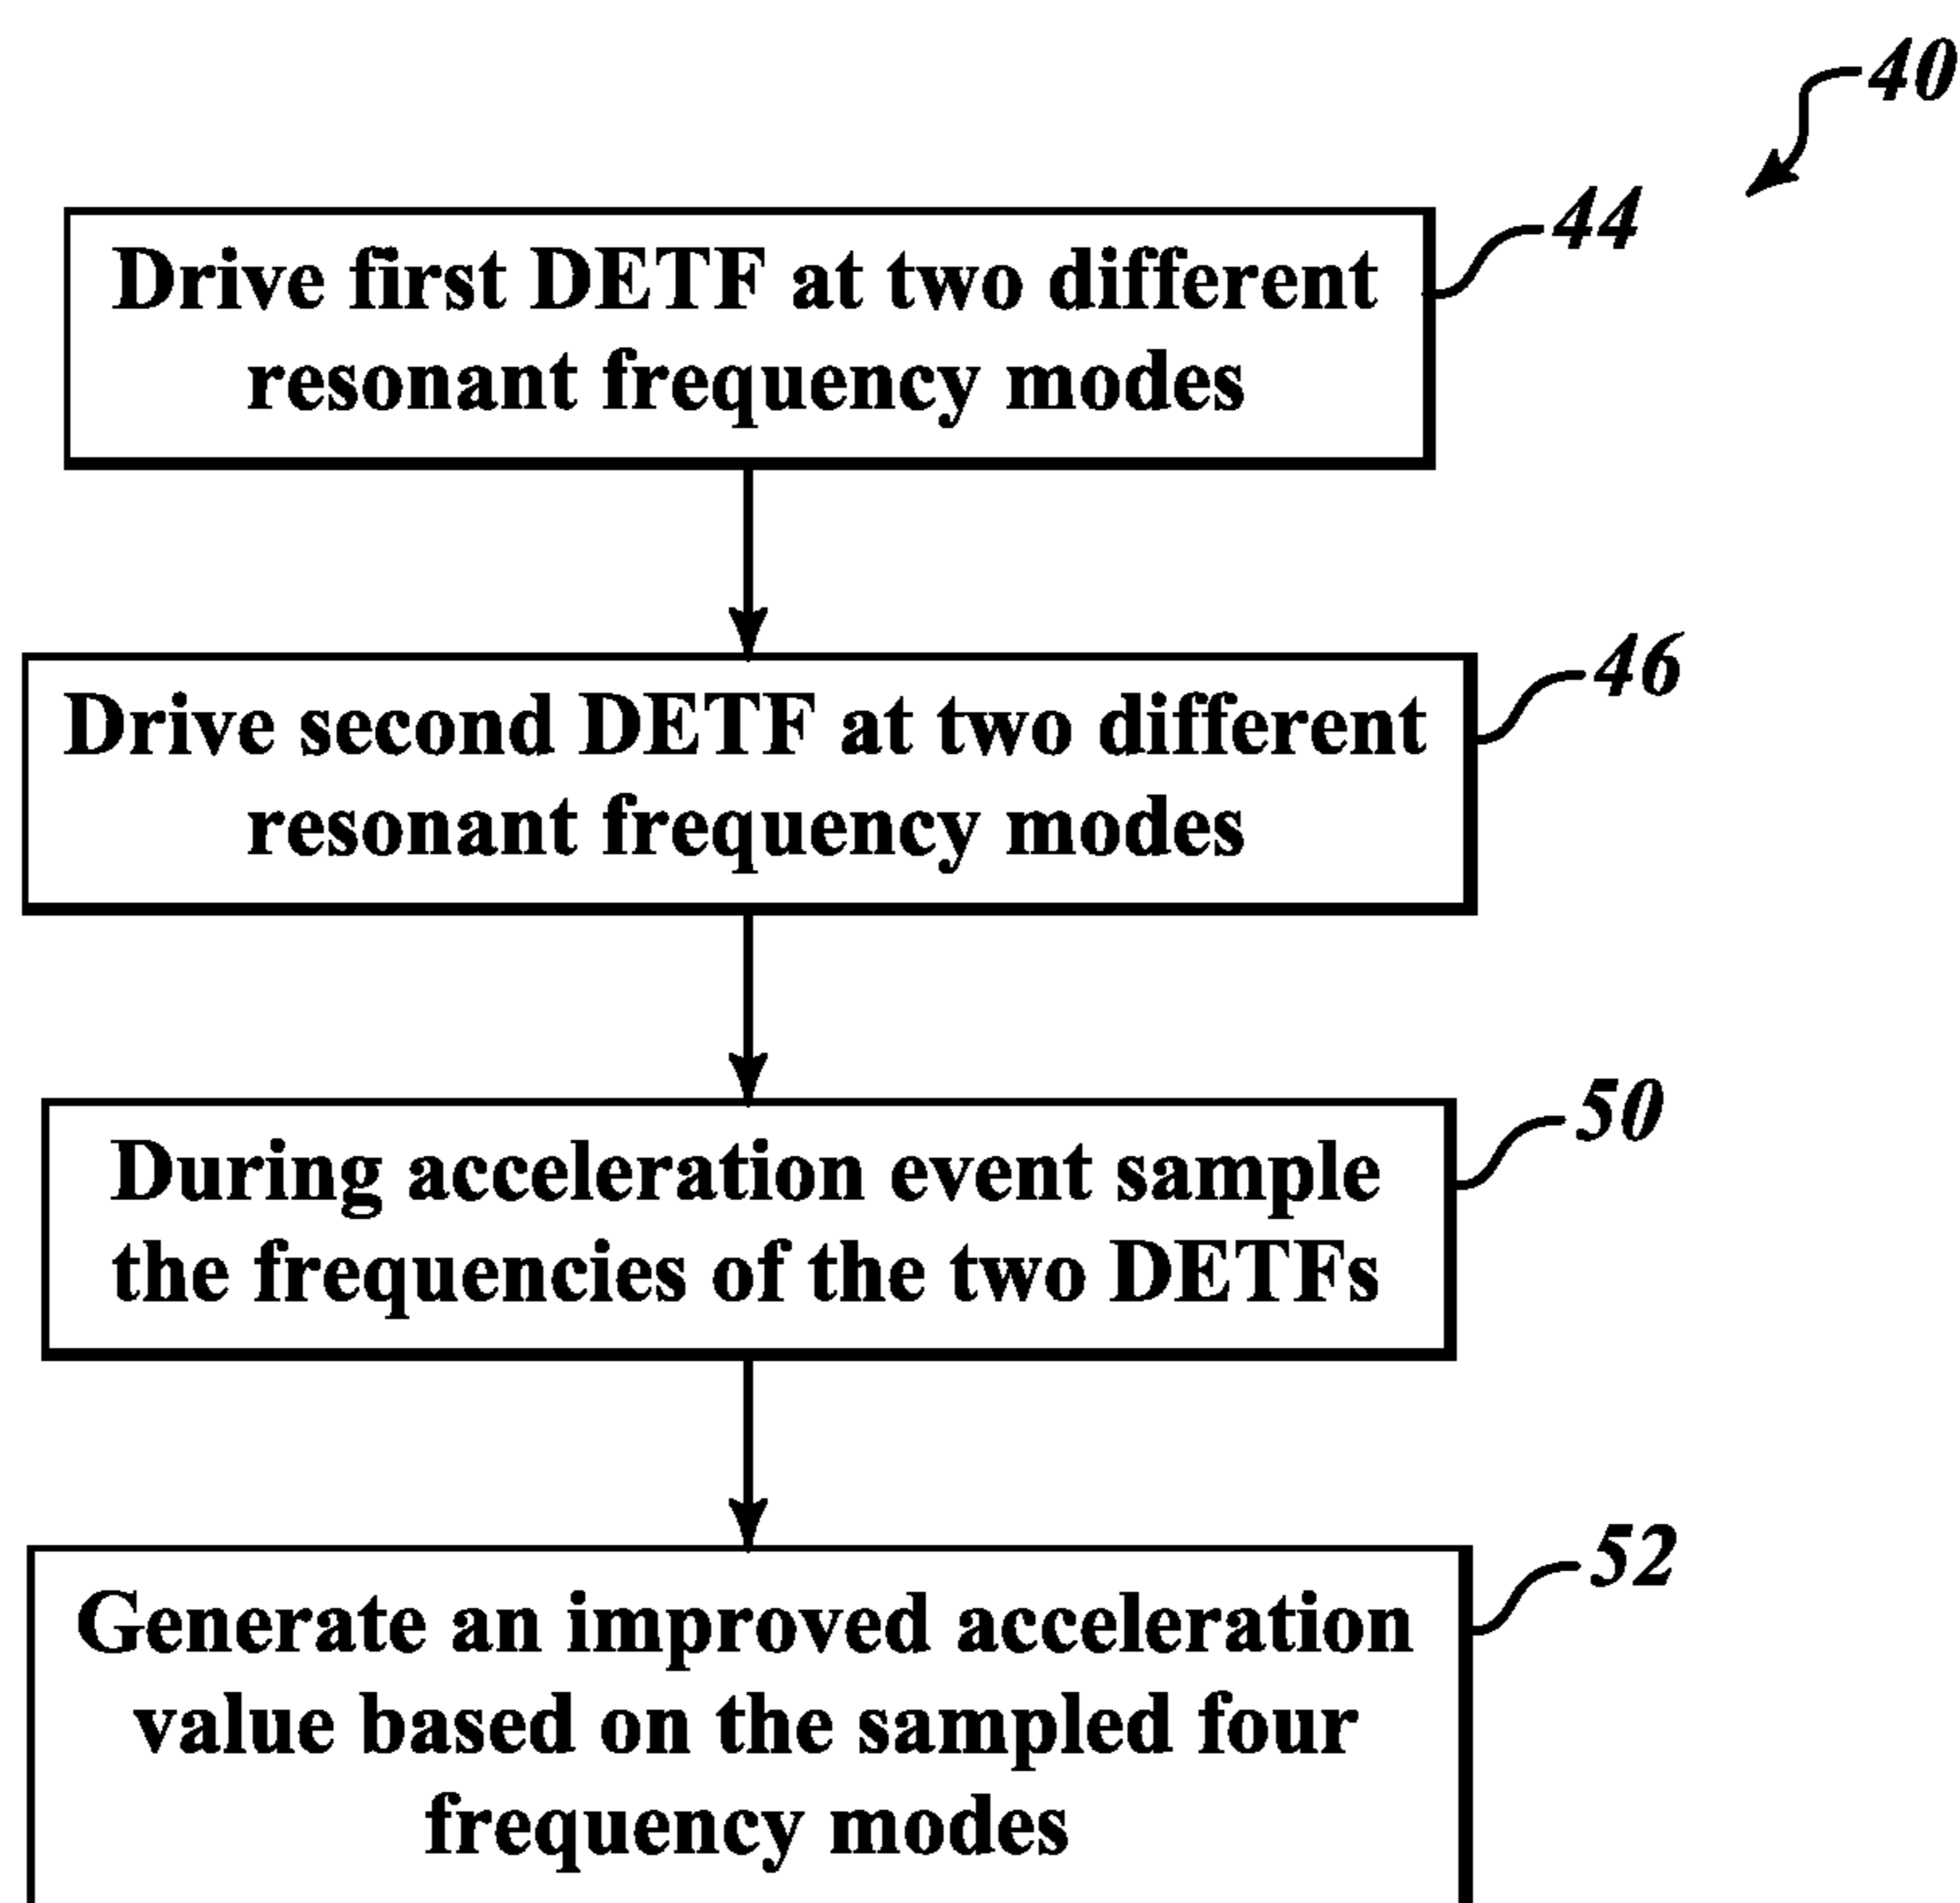 40
44
Drive first DETF at two different
resonant frequency modes
46
Drive second DETF at two different
resonant frequency modes
50
During acceleration event sample
the frequencies of the two DETFs
52
Generate an improved acceleration
value based on the sampled four
frequency modes